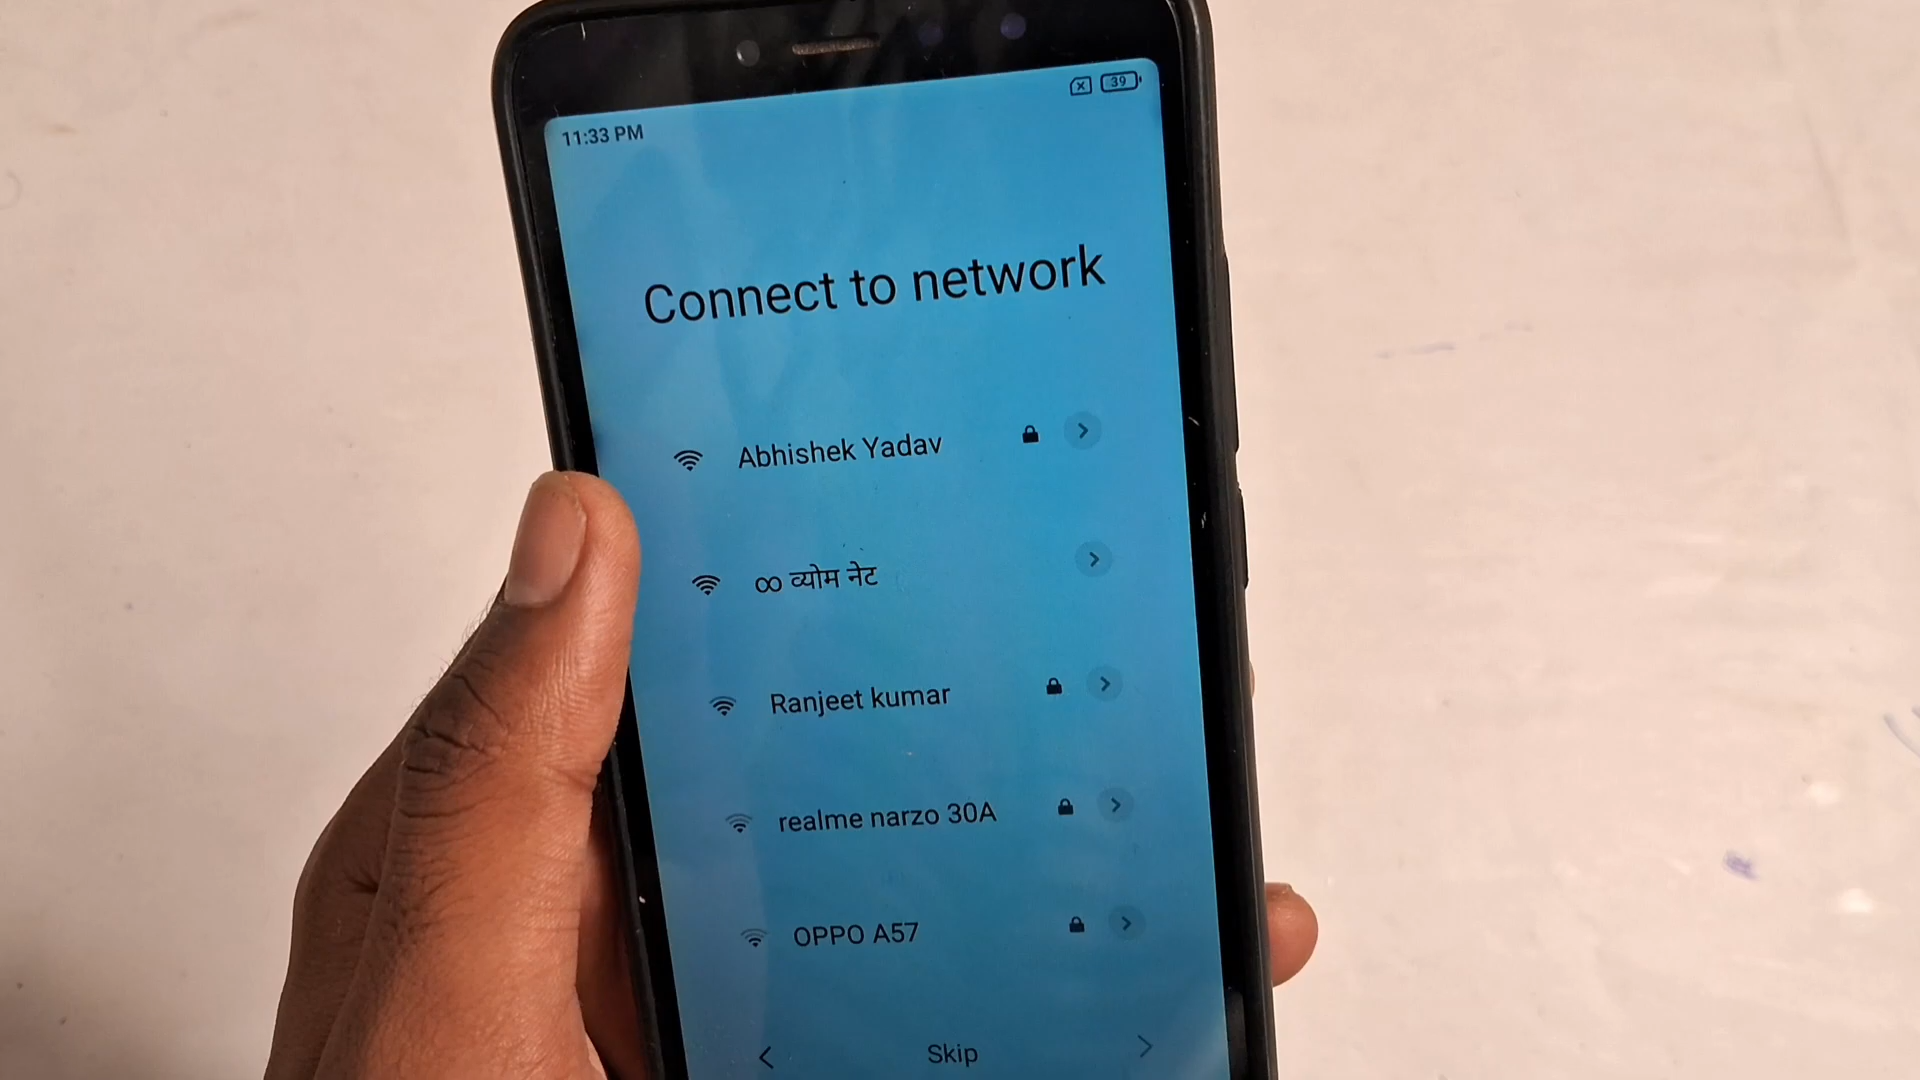 11:33 PM
39
Connect to network
Abhishek Yadav
∞ व्योम नेट
Ranjeet kumar
realme narzo 30A
OPPO A57
Skip